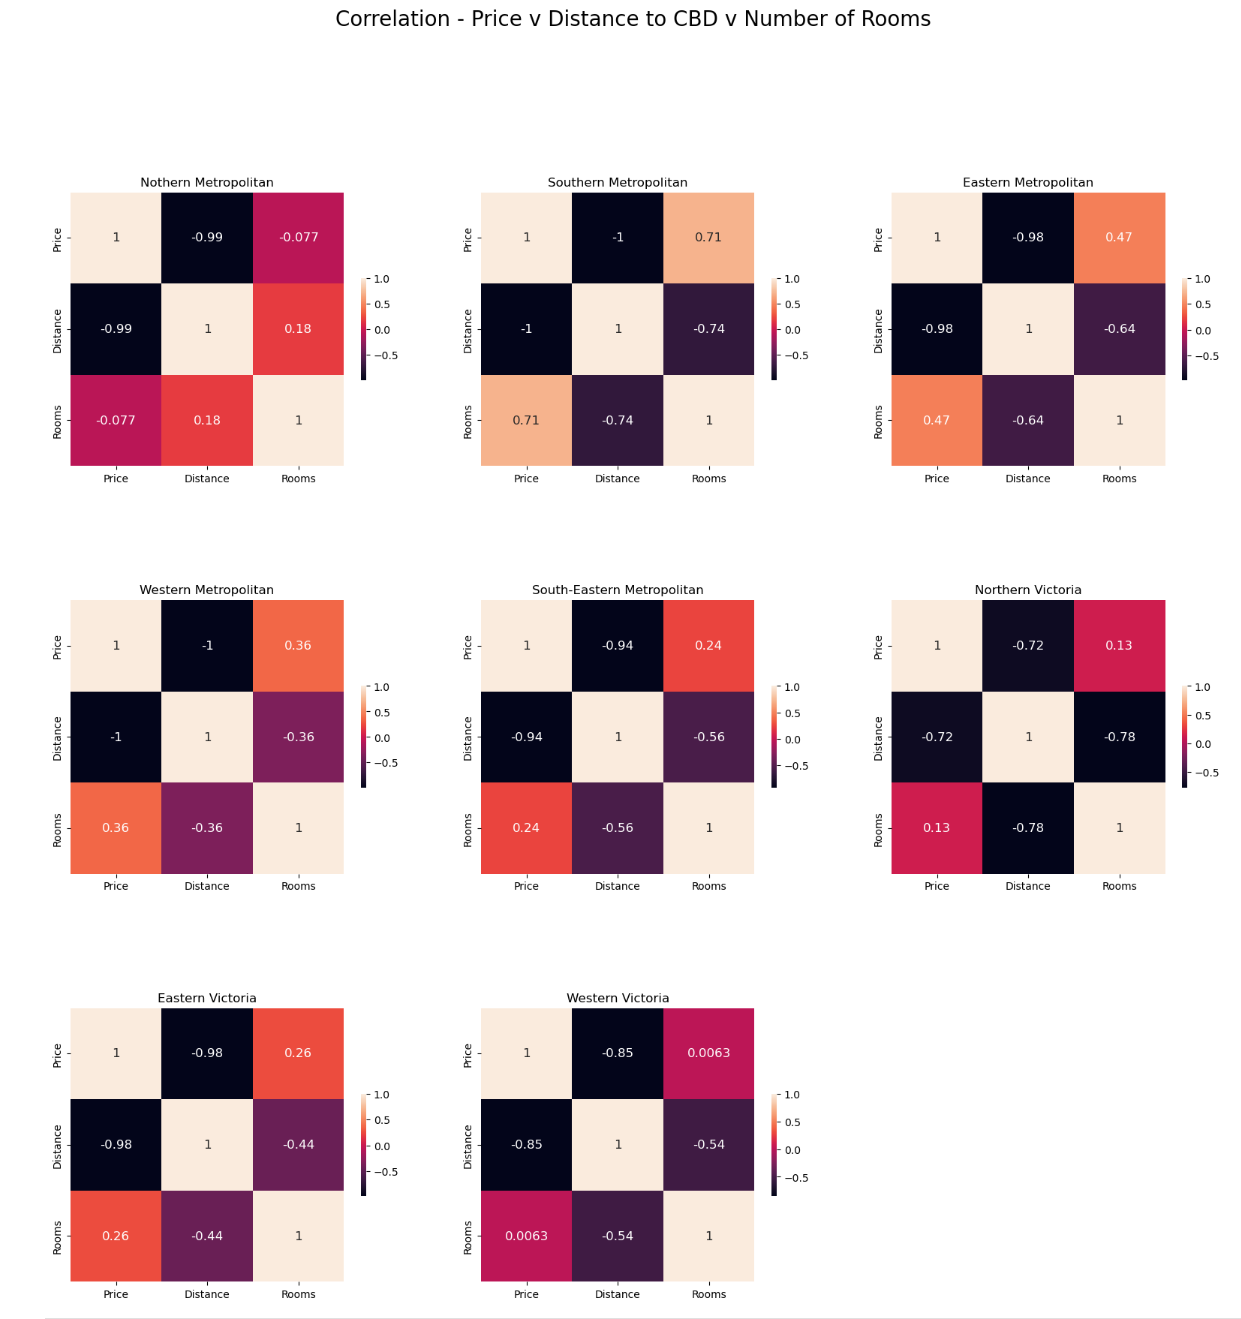 Correlation - Price v Distance to CBD v Number of Rooms
Nothern Metropolitan
Price 1 -0.99 -0.077
Distance -0.99 1 0.18
Rooms -0.077 0.18 1
Price Distance Rooms
1.0
0.5
0.0
−0.5
Southern Metropolitan
Price 1 -1 0.71
Distance -1 1 -0.74
Rooms 0.71 -0.74 1
Price Distance Rooms
1.0
0.5
0.0
−0.5
Eastern Metropolitan
Price 1 -0.98 0.47
Distance -0.98 1 -0.64
Rooms 0.47 -0.64 1
Price Distance Rooms
1.0
0.5
0.0
−0.5
Western Metropolitan
Price 1 -1 0.36
Distance -1 1 -0.36
Rooms 0.36 -0.36 1
Price Distance Rooms
1.0
0.5
0.0
−0.5
South-Eastern Metropolitan
Price 1 -0.94 0.24
Distance -0.94 1 -0.56
Rooms 0.24 -0.56 1
Price Distance Rooms
1.0
0.5
0.0
−0.5
Northern Victoria
Price 1 -0.72 0.13
Distance -0.72 1 -0.78
Rooms 0.13 -0.78 1
Price Distance Rooms
1.0
0.5
0.0
−0.5
Eastern Victoria
Price 1 -0.98 0.26
Distance -0.98 1 -0.44
Rooms 0.26 -0.44 1
Price Distance Rooms
1.0
0.5
0.0
−0.5
Western Victoria
Price 1 -0.85 0.0063
Distance -0.85 1 -0.54
Rooms 0.0063 -0.54 1
Price Distance Rooms
1.0
0.5
0.0
−0.5